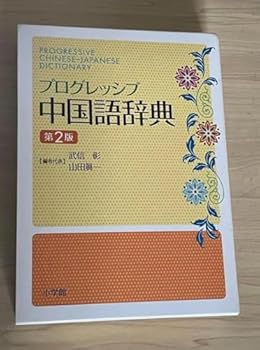 PROGRESSIVE
CHINESE-JAPANESE
DICTIONARY
プログレッシブ
中国語辞典
第2版
【編者代表】
武信 彰
山田眞一
小学館